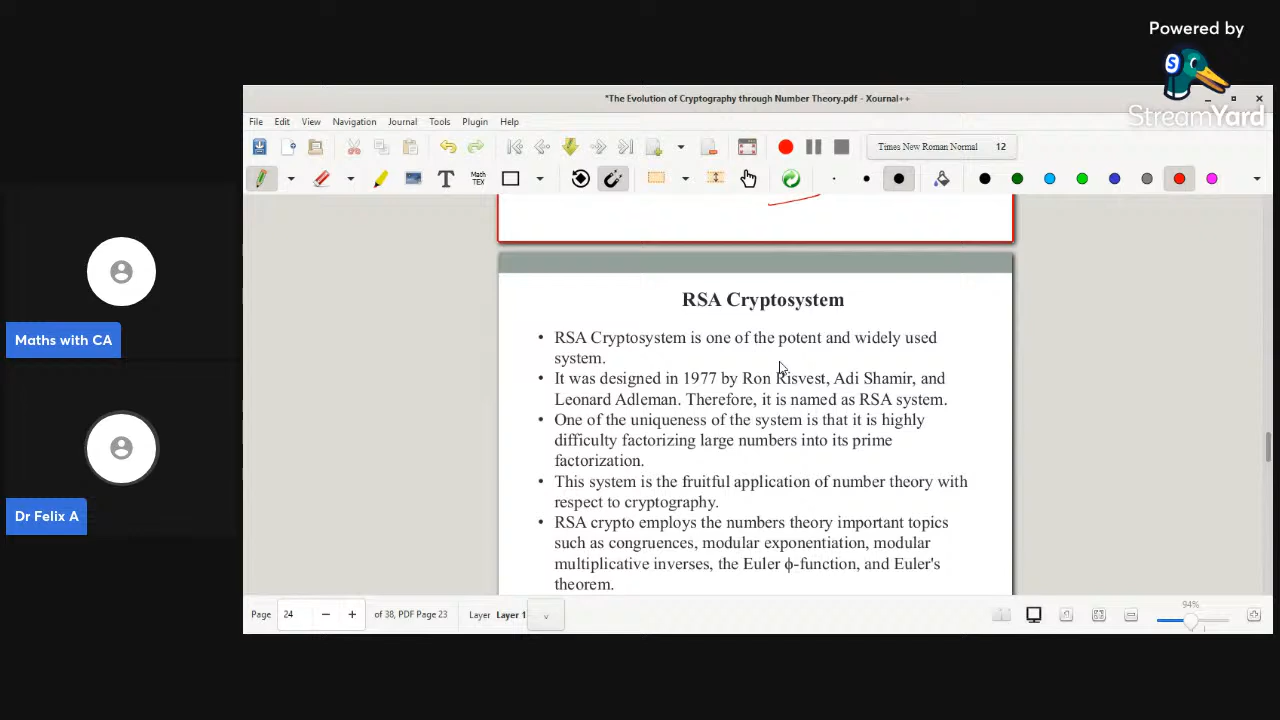 Powered by
StreamYard
*The Evolution of Cryptography through Number Theory.pdf - Xournal++
File Edit View Navigation Journal Tools Plugin Help
Times New Roman Normal 12
T Math TEX
RSA Cryptosystem
• RSA Cryptosystem is one of the potent and widely used
system.
• It was designed in 1977 by Ron Risvest, Adi Shamir, and
Leonard Adleman. Therefore, it is named as RSA system.
• One of the uniqueness of the system is that it is highly
difficulty factorizing large numbers into its prime
factorization.
• This system is the fruitful application of number theory with
respect to cryptography.
• RSA crypto employs the numbers theory important topics
such as congruences, modular exponentiation, modular
multiplicative inverses, the Euler ϕ-function, and Euler's
theorem.
Maths with CA
Dr Felix A
Page 24 of 38, PDF Page 23 Layer Layer 1
94%